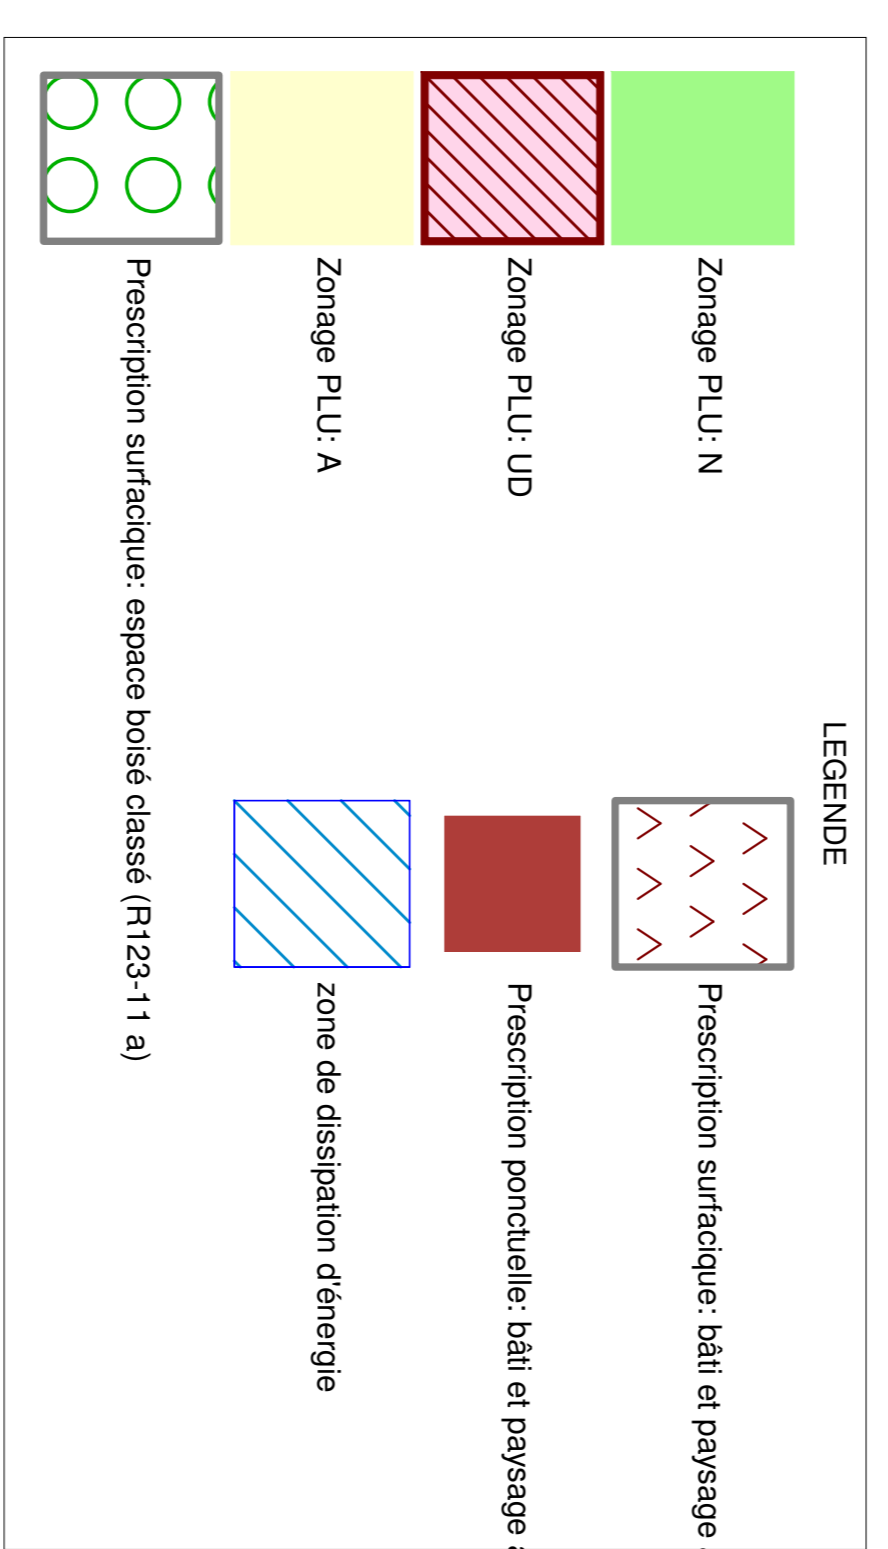 LEGENDE
Zonage PLU: N
Prescription surfacique: bâti et paysage
Zonage PLU: UD
Prescription ponctuelle: bâti et paysage
Zonage PLU: A
zone de dissipation d'énergie
Prescription surfacique: espace boisé classé (R123-11 a)